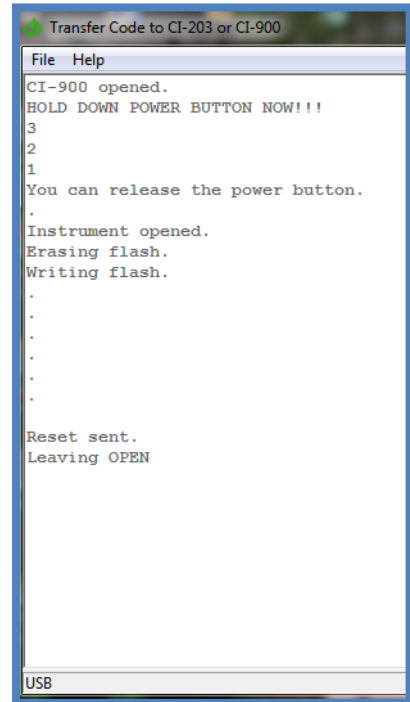 Transfer Code to CI-203 or CI-900
File Help
CI-900 opened.
HOLD DOWN POWER BUTTON NOW!!!
3
2
1
You can release the power button.
.
Instrument opened.
Erasing flash.
Writing flash.
.
.
.
.
.
.
Reset sent.
Leaving OPEN
USB